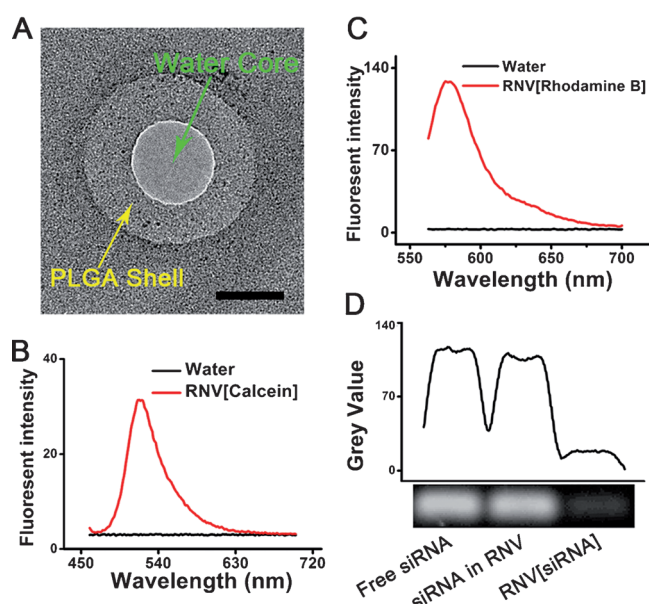 A
Water Core
PLGA Shell
B
Fluoresent intensity
40
20
0
Water
RNV[Calcein]
450
540
630
720
Wavelength (nm)
C
Fluoresent intensity
140
70
0
Water
RNV[Rhodamine B]
550
600
650
700
Wavelength (nm)
D
Grey Value
140
70
0
Free siRNA
siRNA in RNV
RNV[siRNA]